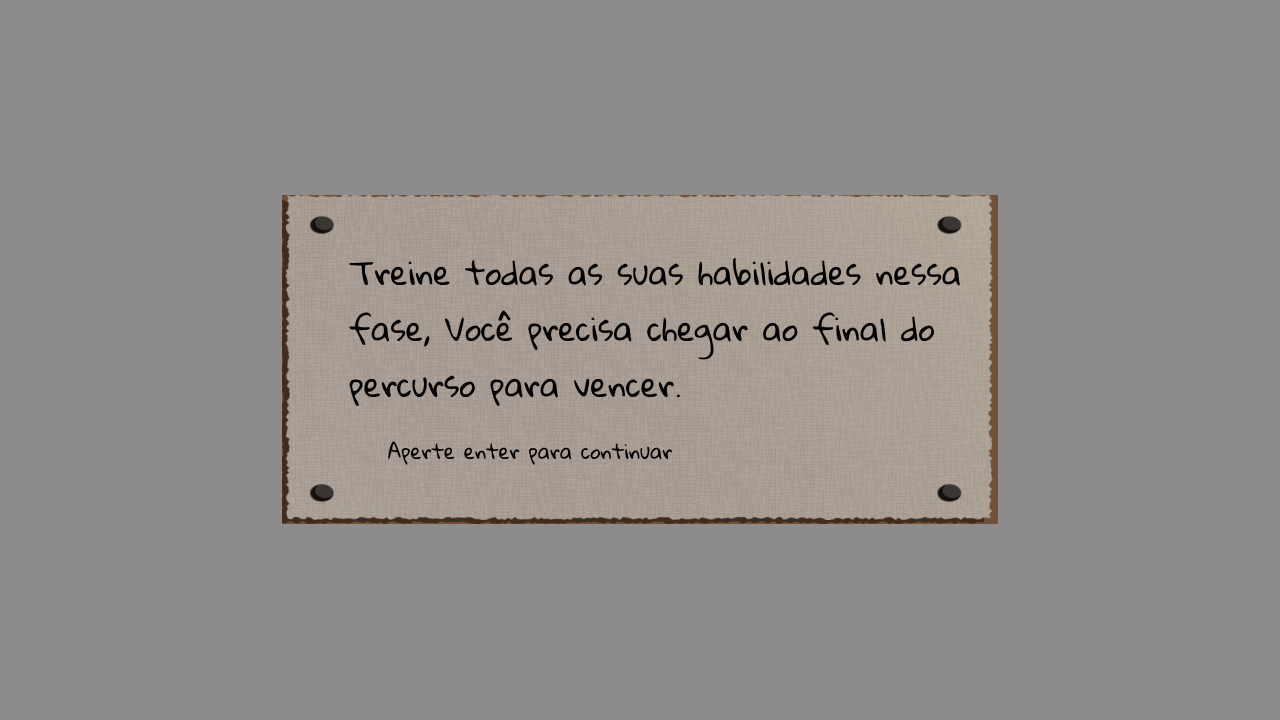 Treine todas as suas habilidades nessa
fase, Você precisa chegar ao final do
percurso para vencer.
Aperte enter para continuar